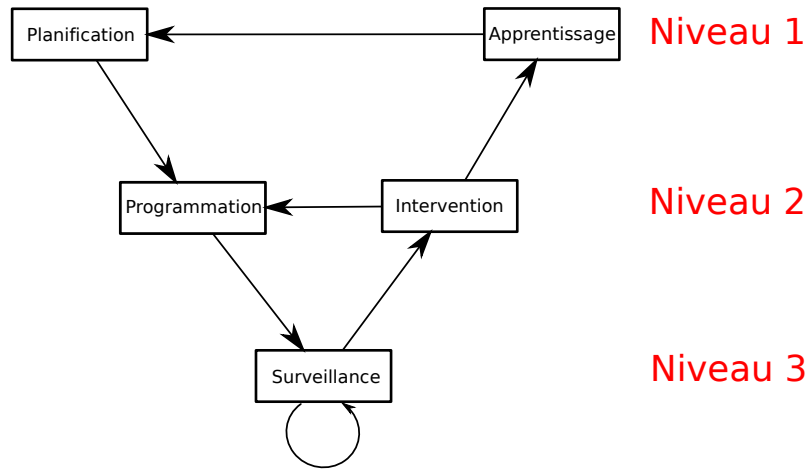 Planification
Apprentissage
Niveau 1
Programmation
Intervention
Niveau 2
Surveillance
Niveau 3